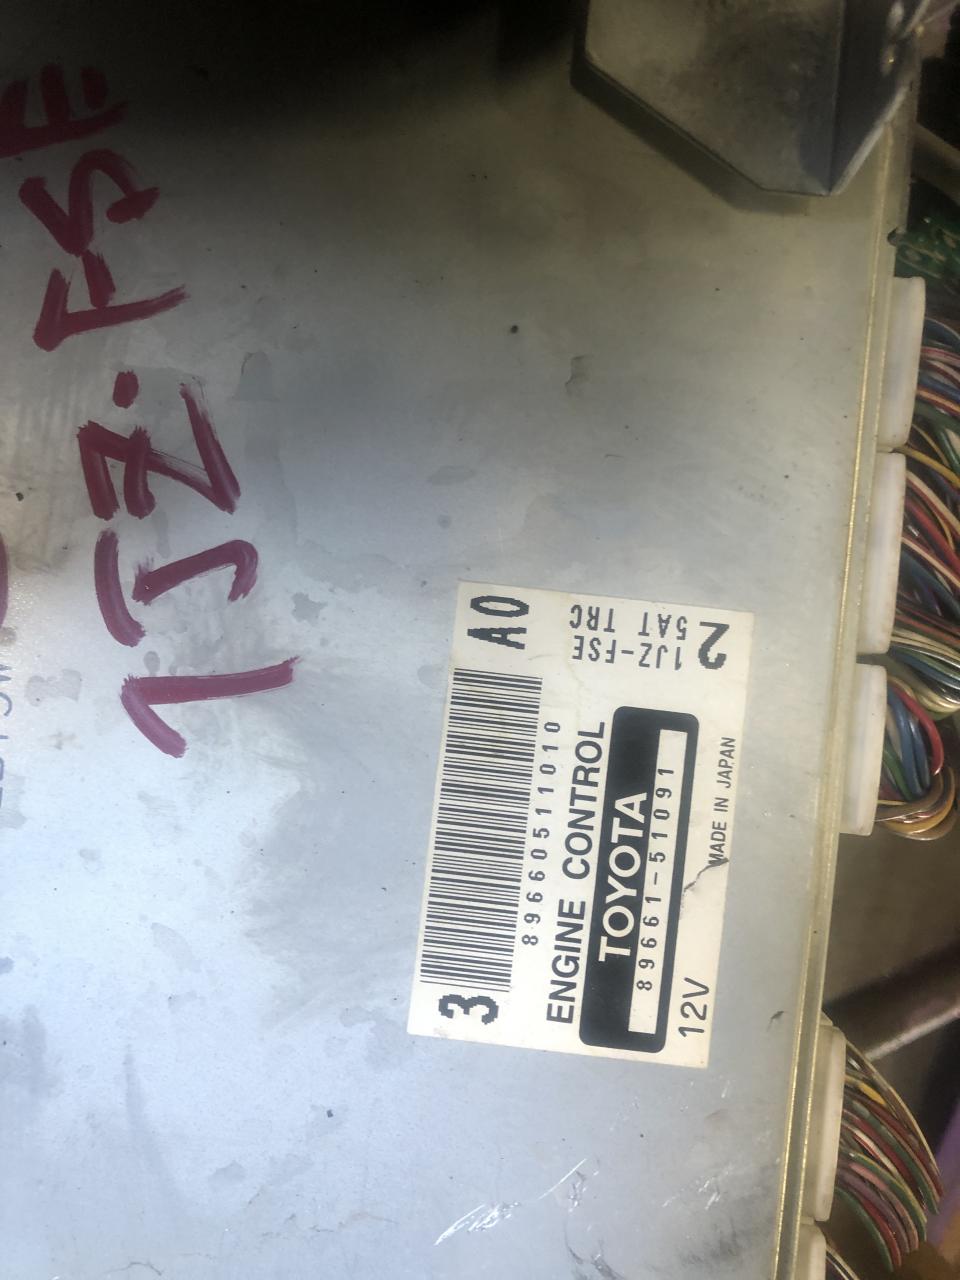 1JZ.FSE
3
A0
89660511010
ENGINE CONTROL
TOYOTA
89661-51091
12V
MADE IN JAPAN
1JZ-FSE
5AT TRC
2